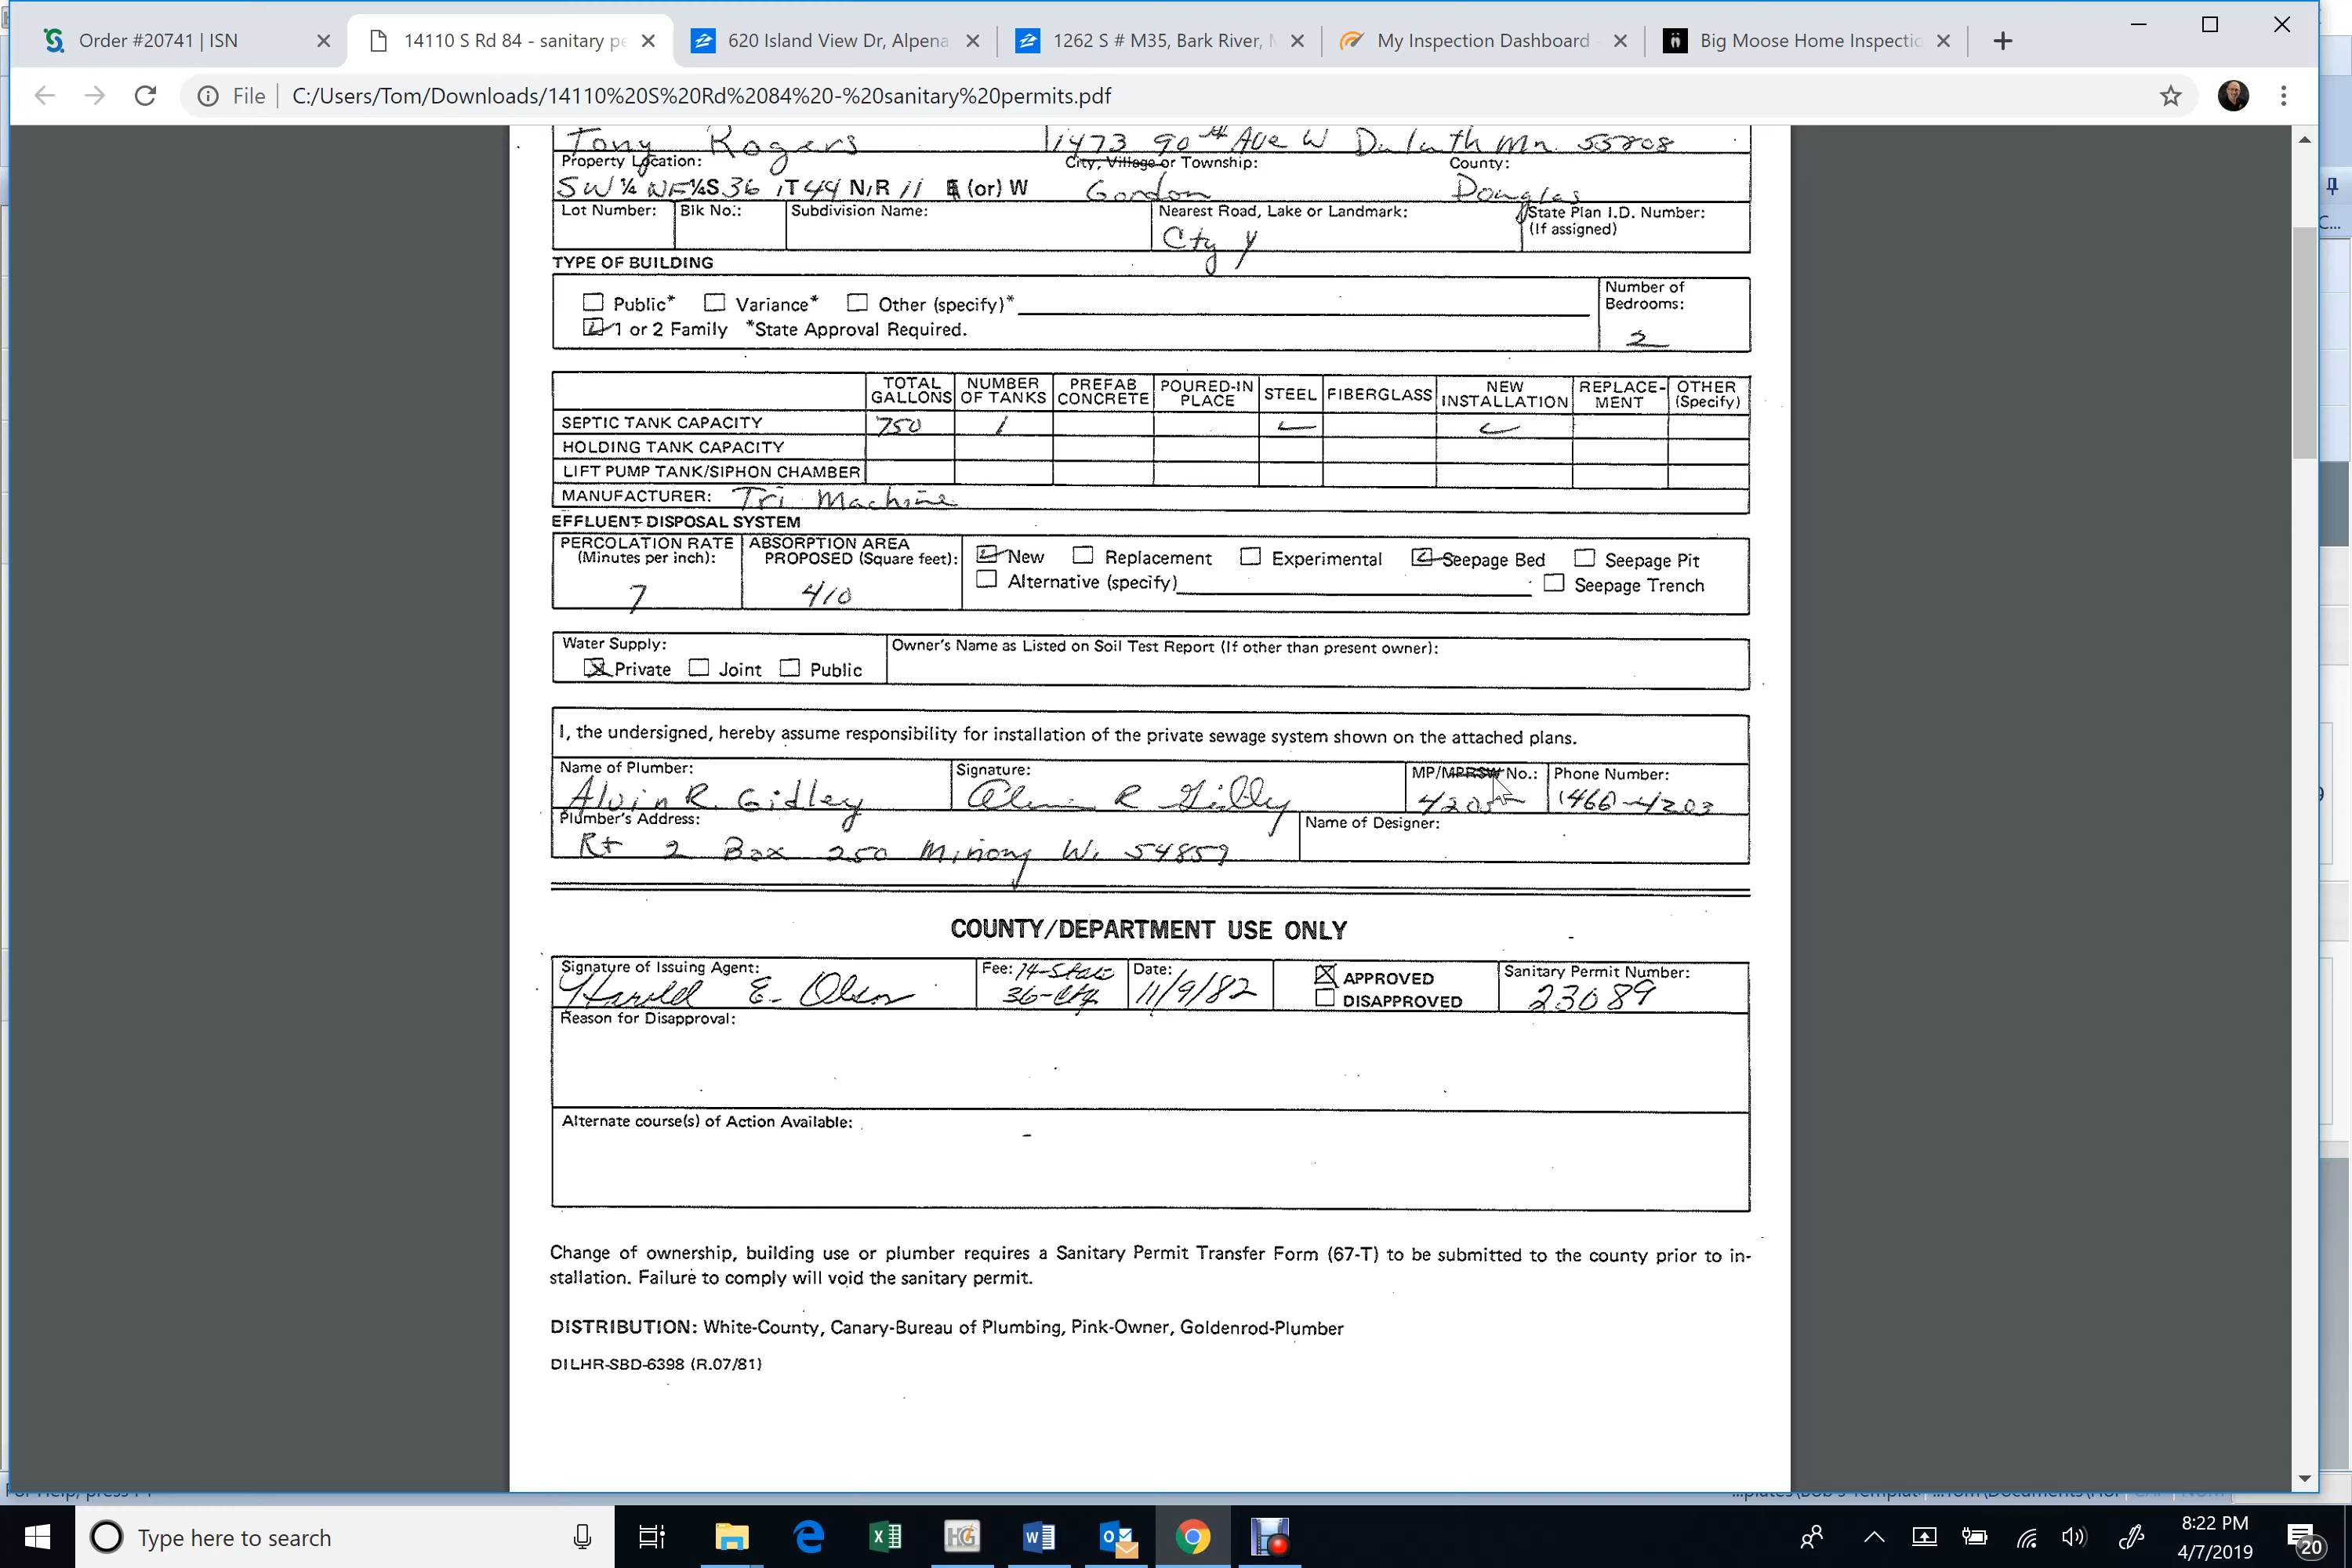 Order #20741 | ISN
14110 S Rd 84 - sanitary pe
620 Island View Dr, Alpena
1262 S # M35, Bark River, M
My Inspection Dashboard
Big Moose Home Inspectio
File C:/Users/Tom/Downloads/14110%20S%20Rd%2084%20-%20sanitary%20permits.pdf
Tony Rogers 1473 90th Ave W Duluth Mn. 55808
Property Location: City, Village or Township: County:
SW ¼ NE ¼ S 36 , T 44 N, R 11 E (or) W Gordon Douglas
Lot Number: Blk No.: Subdivision Name: Nearest Road, Lake or Landmark: State Plan I.D. Number:
(If assigned)
Cty Y
TYPE OF BUILDING
Public* Variance* Other (specify)*
1 or 2 Family *State Approval Required.
Number of
Bedrooms:
2
TOTAL GALLONS NUMBER OF TANKS PREFAB CONCRETE POURED-IN PLACE STEEL FIBERGLASS NEW INSTALLATION REPLACE-MENT OTHER (Specify)
SEPTIC TANK CAPACITY 750 1
HOLDING TANK CAPACITY
LIFT PUMP TANK/SIPHON CHAMBER
MANUFACTURER: Tri Machine
EFFLUENT DISPOSAL SYSTEM
PERCOLATION RATE
(Minutes per inch):
7
ABSORPTION AREA
PROPOSED (Square feet):
410
New Replacement Experimental Seepage Bed Seepage Pit
Alternative (specify) Seepage Trench
Water Supply:
Private Joint Public
Owner's Name as Listed on Soil Test Report (If other than present owner):
I, the undersigned, hereby assume responsibility for installation of the private sewage system shown on the attached plans.
Name of Plumber: Signature: MP/MPRSW No.: Phone Number:
Alvin R. Gidley Alvin R Gidley 466-4203
Plumber's Address: Name of Designer:
Rt 2 Box 250 Minong Wi 54859
COUNTY/DEPARTMENT USE ONLY
Signature of Issuing Agent: Fee: 14-State Date: APPROVED Sanitary Permit Number:
Harold E. Olson 36-Cty 11/9/82 DISAPPROVED 23089
Reason for Disapproval:
Alternate course(s) of Action Available:
Change of ownership, building use or plumber requires a Sanitary Permit Transfer Form (67-T) to be submitted to the county prior to in-
stallation. Failure to comply will void the sanitary permit.
DISTRIBUTION: White-County, Canary-Bureau of Plumbing, Pink-Owner, Goldenrod-Plumber
DILHR-SBD-6398 (R.07/81)
Type here to search
8:22 PM
4/7/2019
20